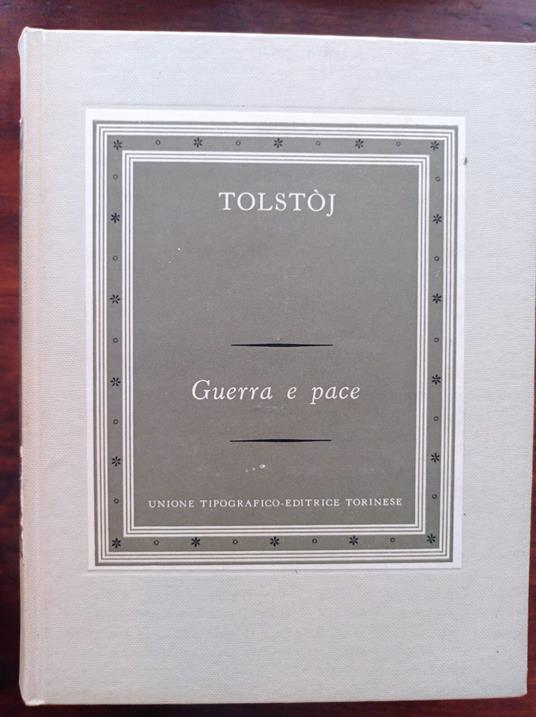 TOLSTÒJ
Guerra e pace
UNIONE TIPOGRAFICO-EDITRICE TORINESE